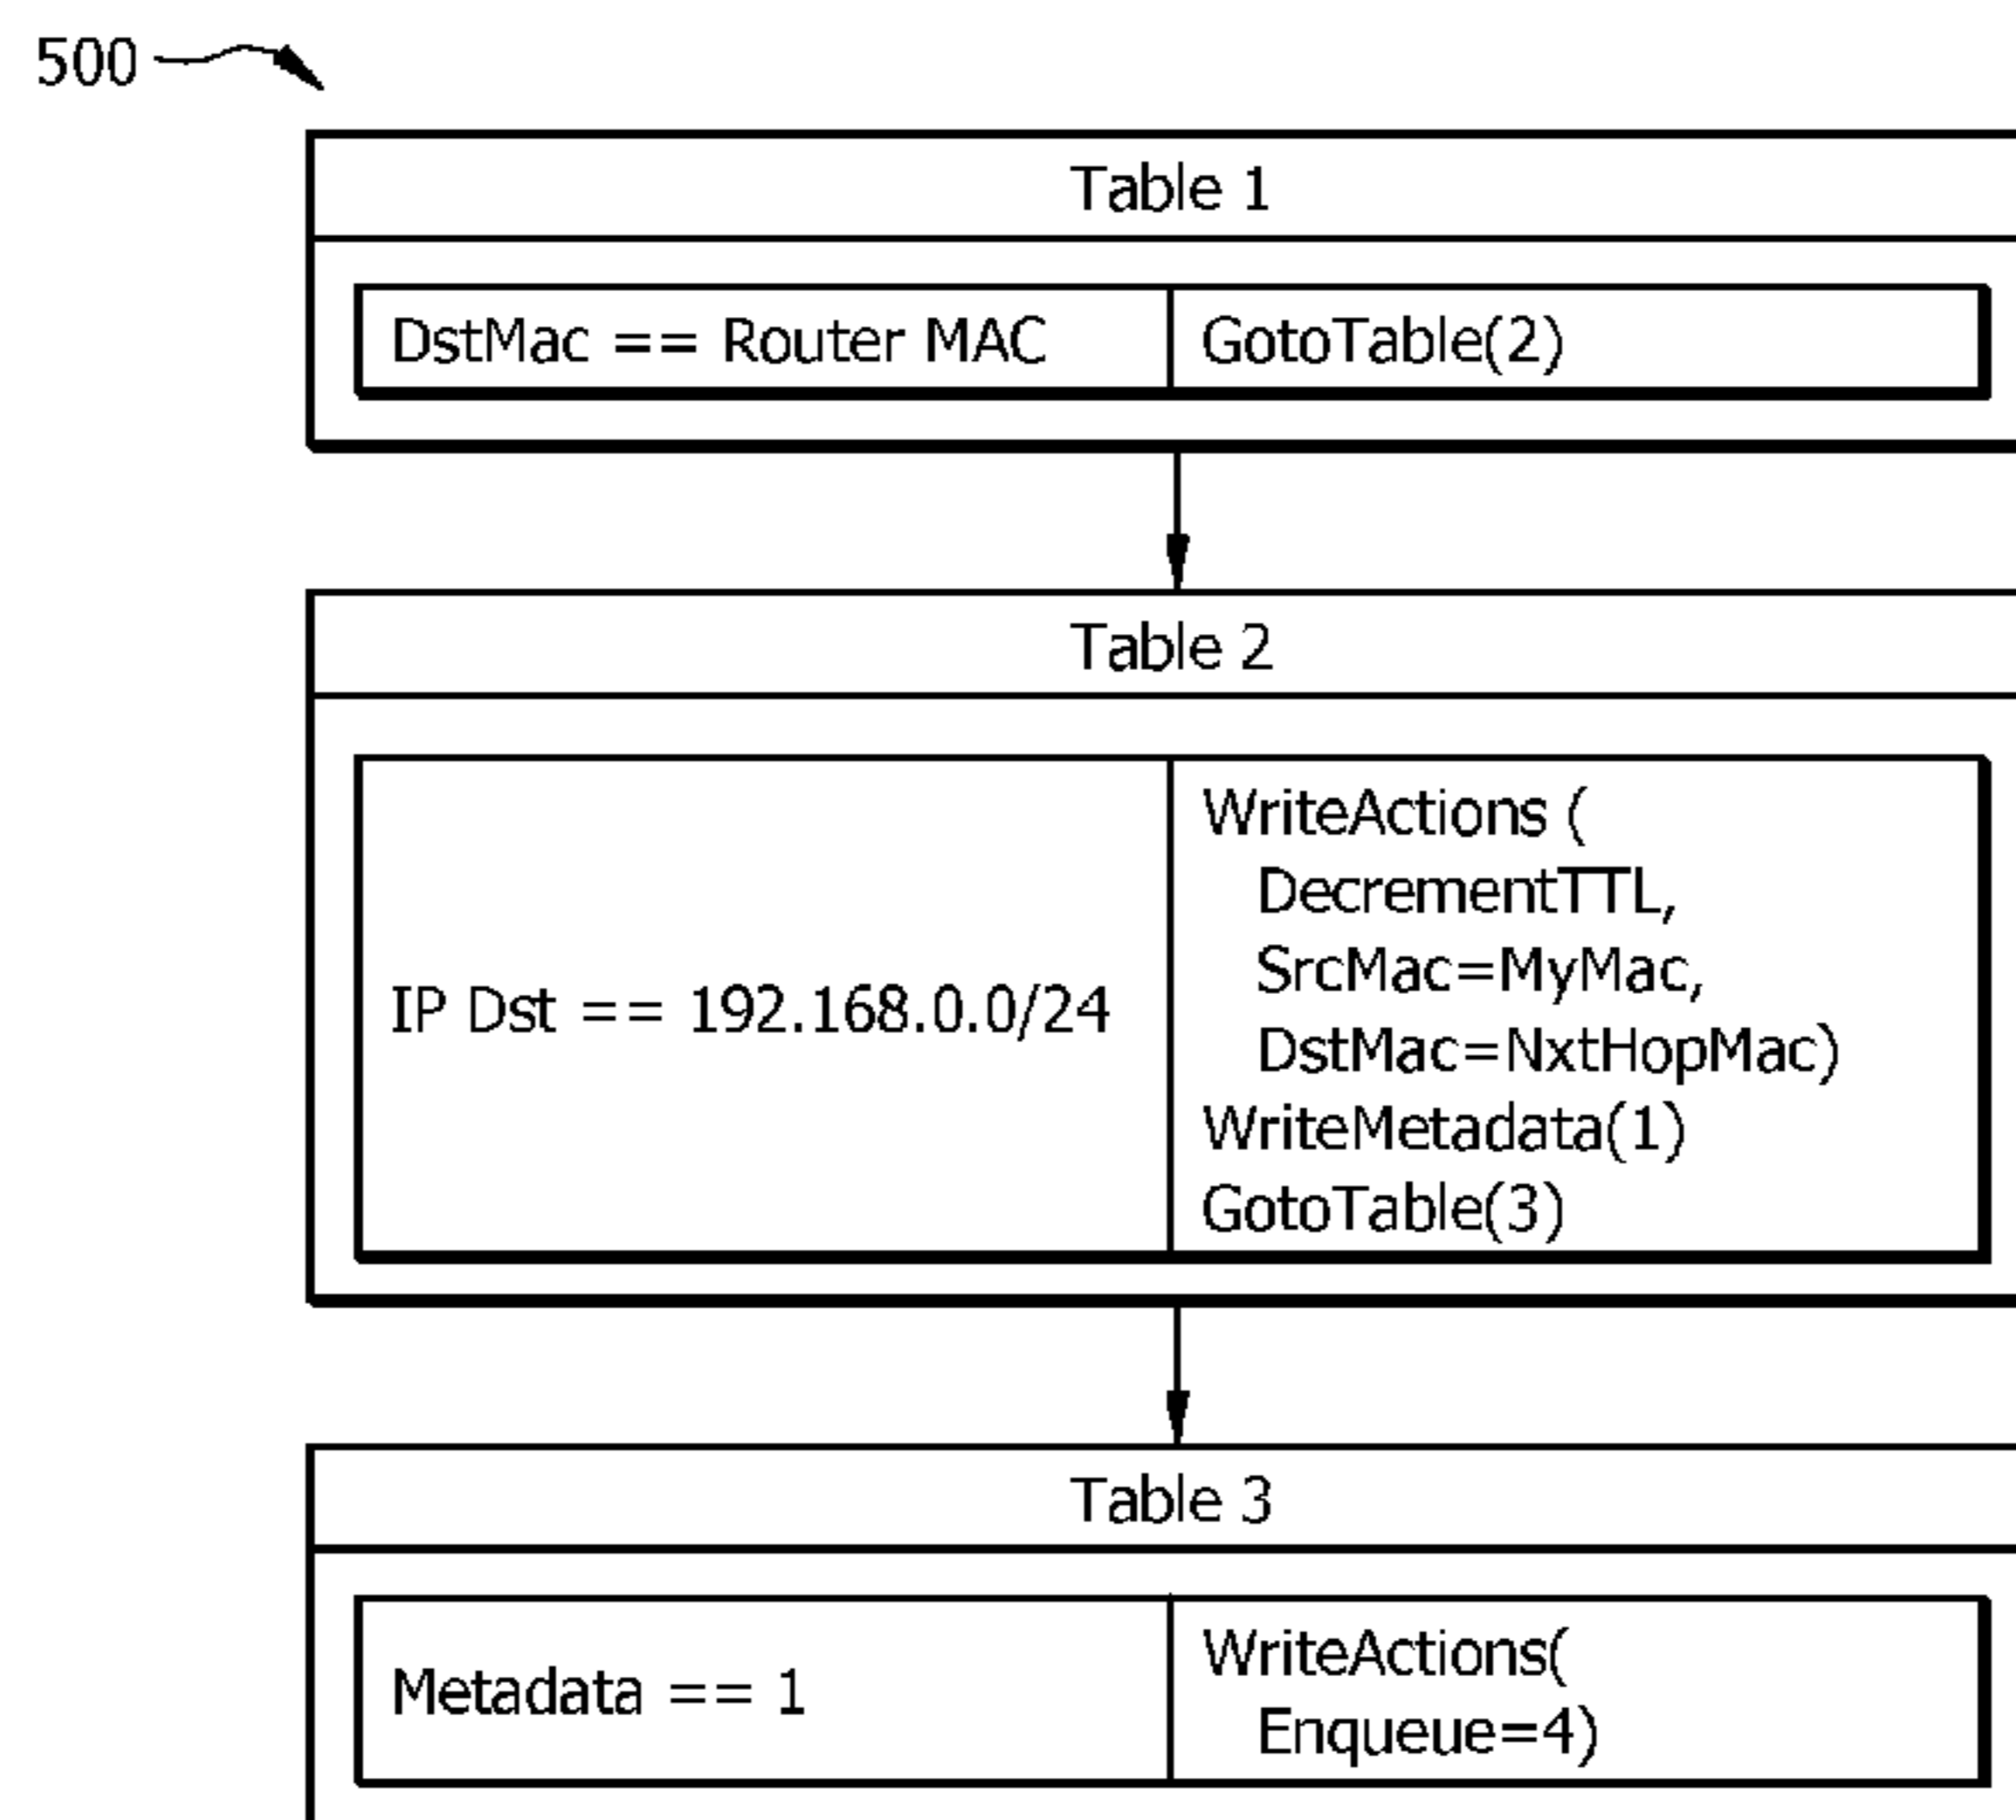 500
Table 1
DstMac == Router MAC
GotoTable(2)
Table 2
IP Dst == 192.168.0.0/24
WriteActions (
DecrementTTL,
SrcMac=MyMac,
DstMac=NxtHopMac)
WriteMetadata(1)
GotoTable(3)
Table 3
Metadata == 1
WriteActions(
Enqueue=4)